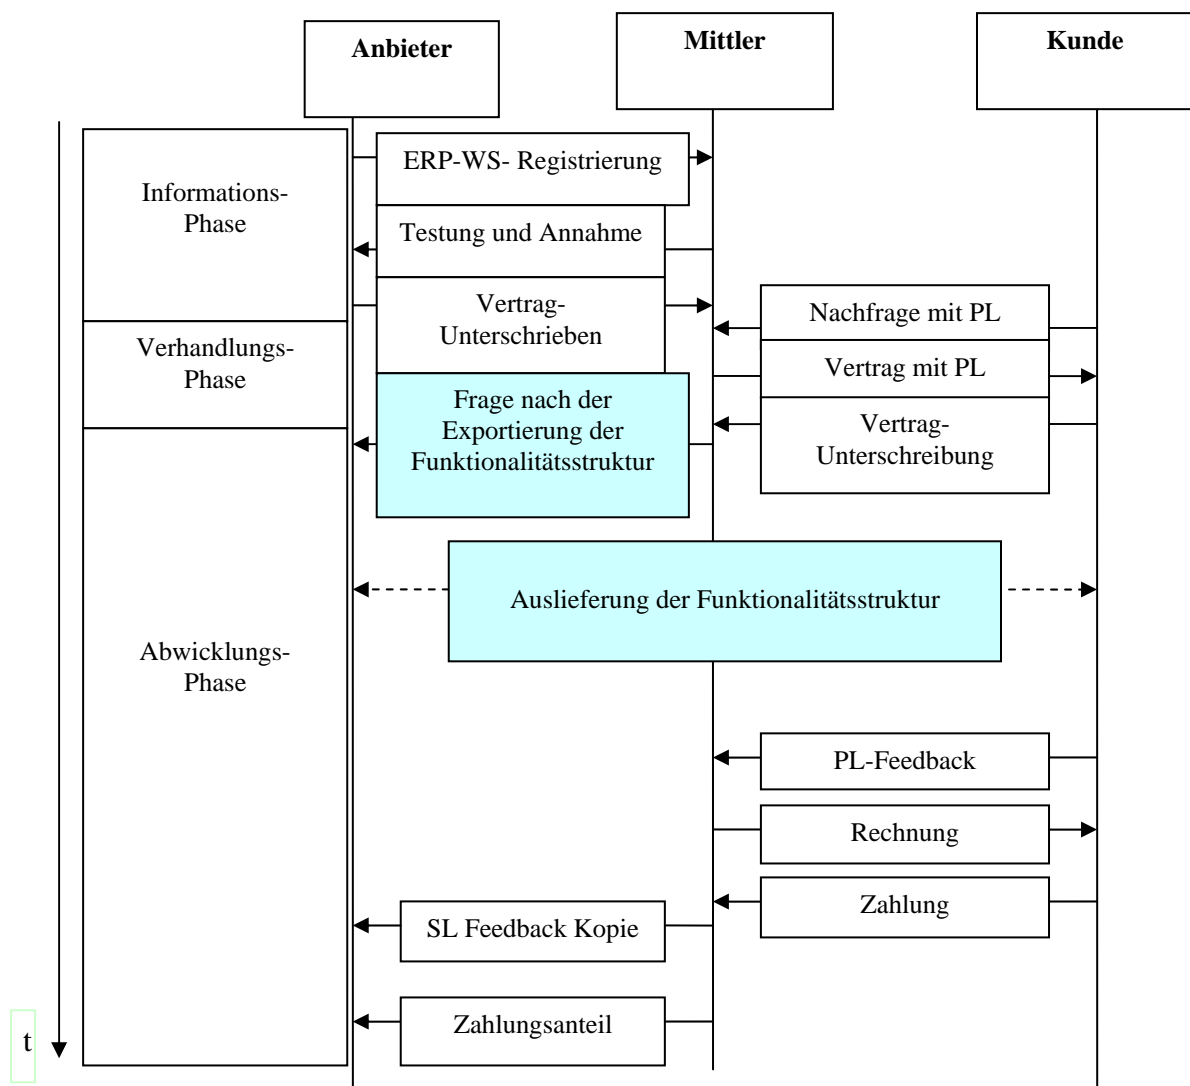 Anbieter
Mittler
Kunde
Informations-
Phase
ERP-WS- Registrierung
Testung und Annahme
Vertrag-
Unterschrieben
Nachfrage mit PL
Verhandlungs-
Phase
Vertrag mit PL
Frage nach der
Exportierung der
Funktionalitätsstruktur
Vertrag-
Unterschreibung
Auslieferung der Funktionalitätsstruktur
Abwicklungs-
Phase
PL-Feedback
Rechnung
Zahlung
SL Feedback Kopie
Zahlungsanteil
t